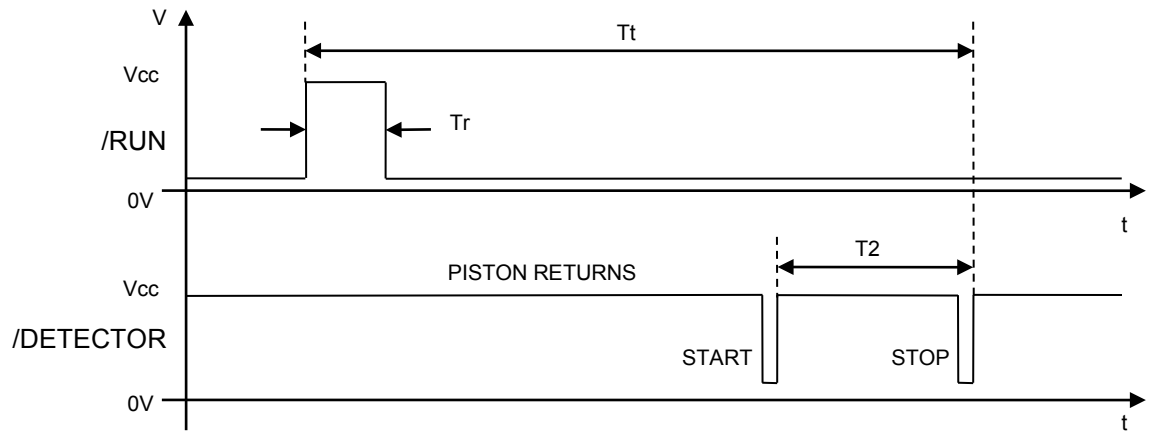 V
Tt
Vcc
Tr
/RUN
0V
t
T2
PISTON RETURNS
Vcc
/DETECTOR
START
STOP
0V
t